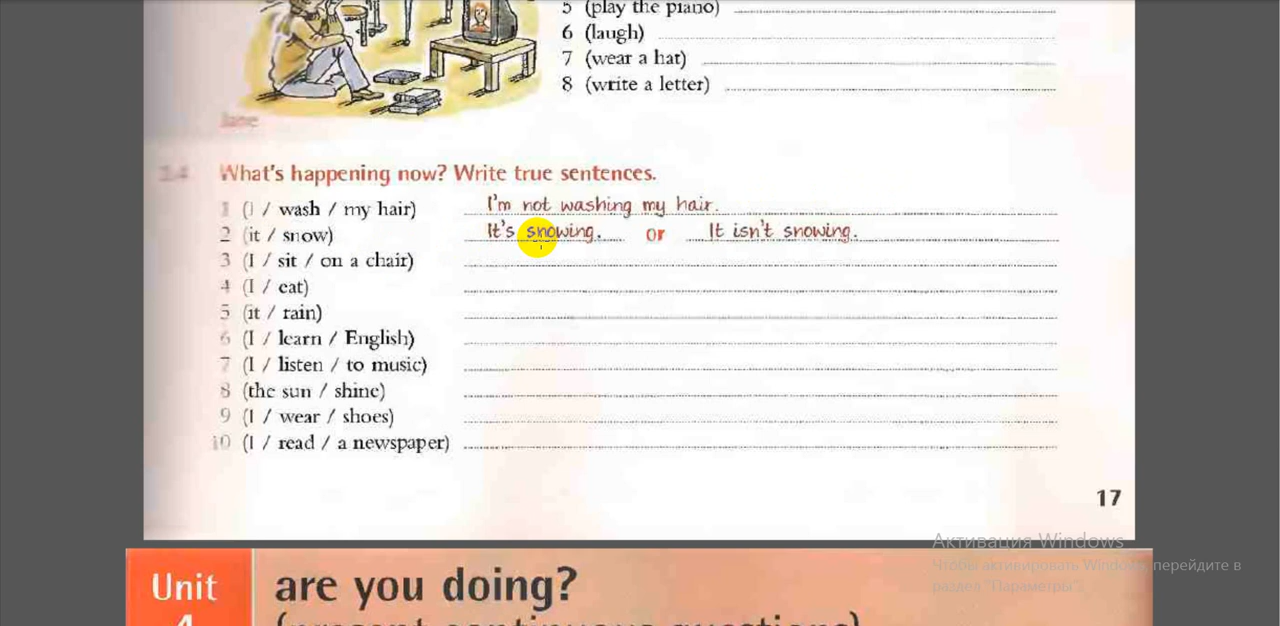 5 (play the piano)
6 (laugh)
7 (wear a hat)
8 (write a letter)
Jane
3.4 What's happening now? Write true sentences.
1 (I / wash / my hair) I'm not washing my hair.
2 (it / snow) It's snowing. or It isn't snowing.
3 (I / sit / on a chair)
4 (I / eat)
5 (it / rain)
6 (I / learn / English)
7 (I / listen / to music)
8 (the sun / shine)
9 (I / wear / shoes)
10 (I / read / a newspaper)
17
Активация Windows
Чтобы активировать Windows, перейдите в
раздел "Параметры".
Unit are you doing?
4 (present continuous questions)